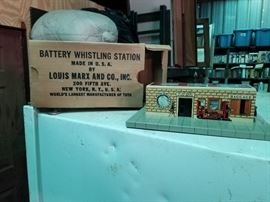 BATTERY WHISTLING STATION
MADE IN U.S.A.
BY
LOUIS MARX AND CO., INC.
200 FIFTH AVE.
NEW YORK, N.Y., U.S.A.
WORLD'S LARGEST MANUFACTURER OF TOYS